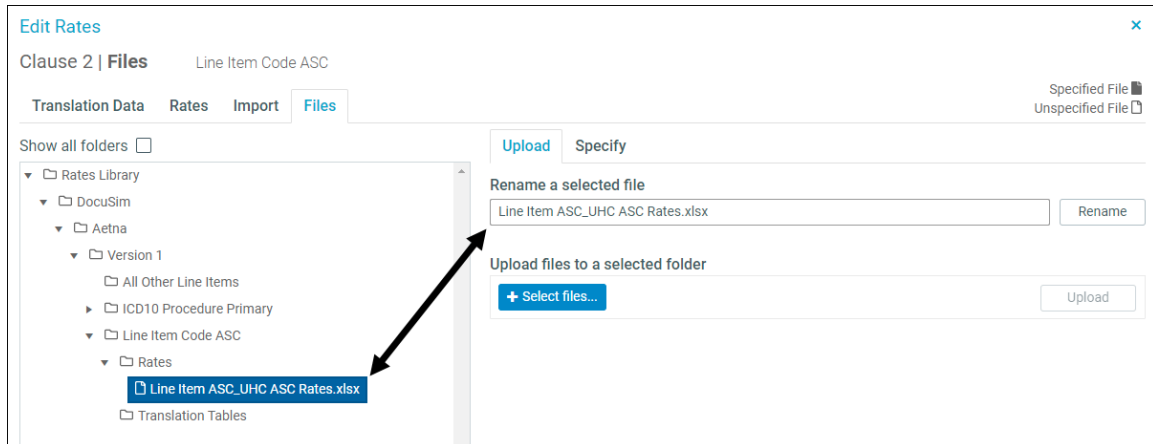 Edit Rates
Clause 2 | Files Line Item Code ASC
Specified File
Unspecified File
Translation Data Rates Import Files
Show all folders
Rates Library
DocuSim
Aetna
Version 1
All Other Line Items
ICD10 Procedure Primary
Line Item Code ASC
Rates
Line Item ASC_UHC ASC Rates.xlsx
Translation Tables
Upload Specify
Rename a selected file
Line Item ASC_UHC ASC Rates.xlsx Rename
Upload files to a selected folder
+ Select files... Upload